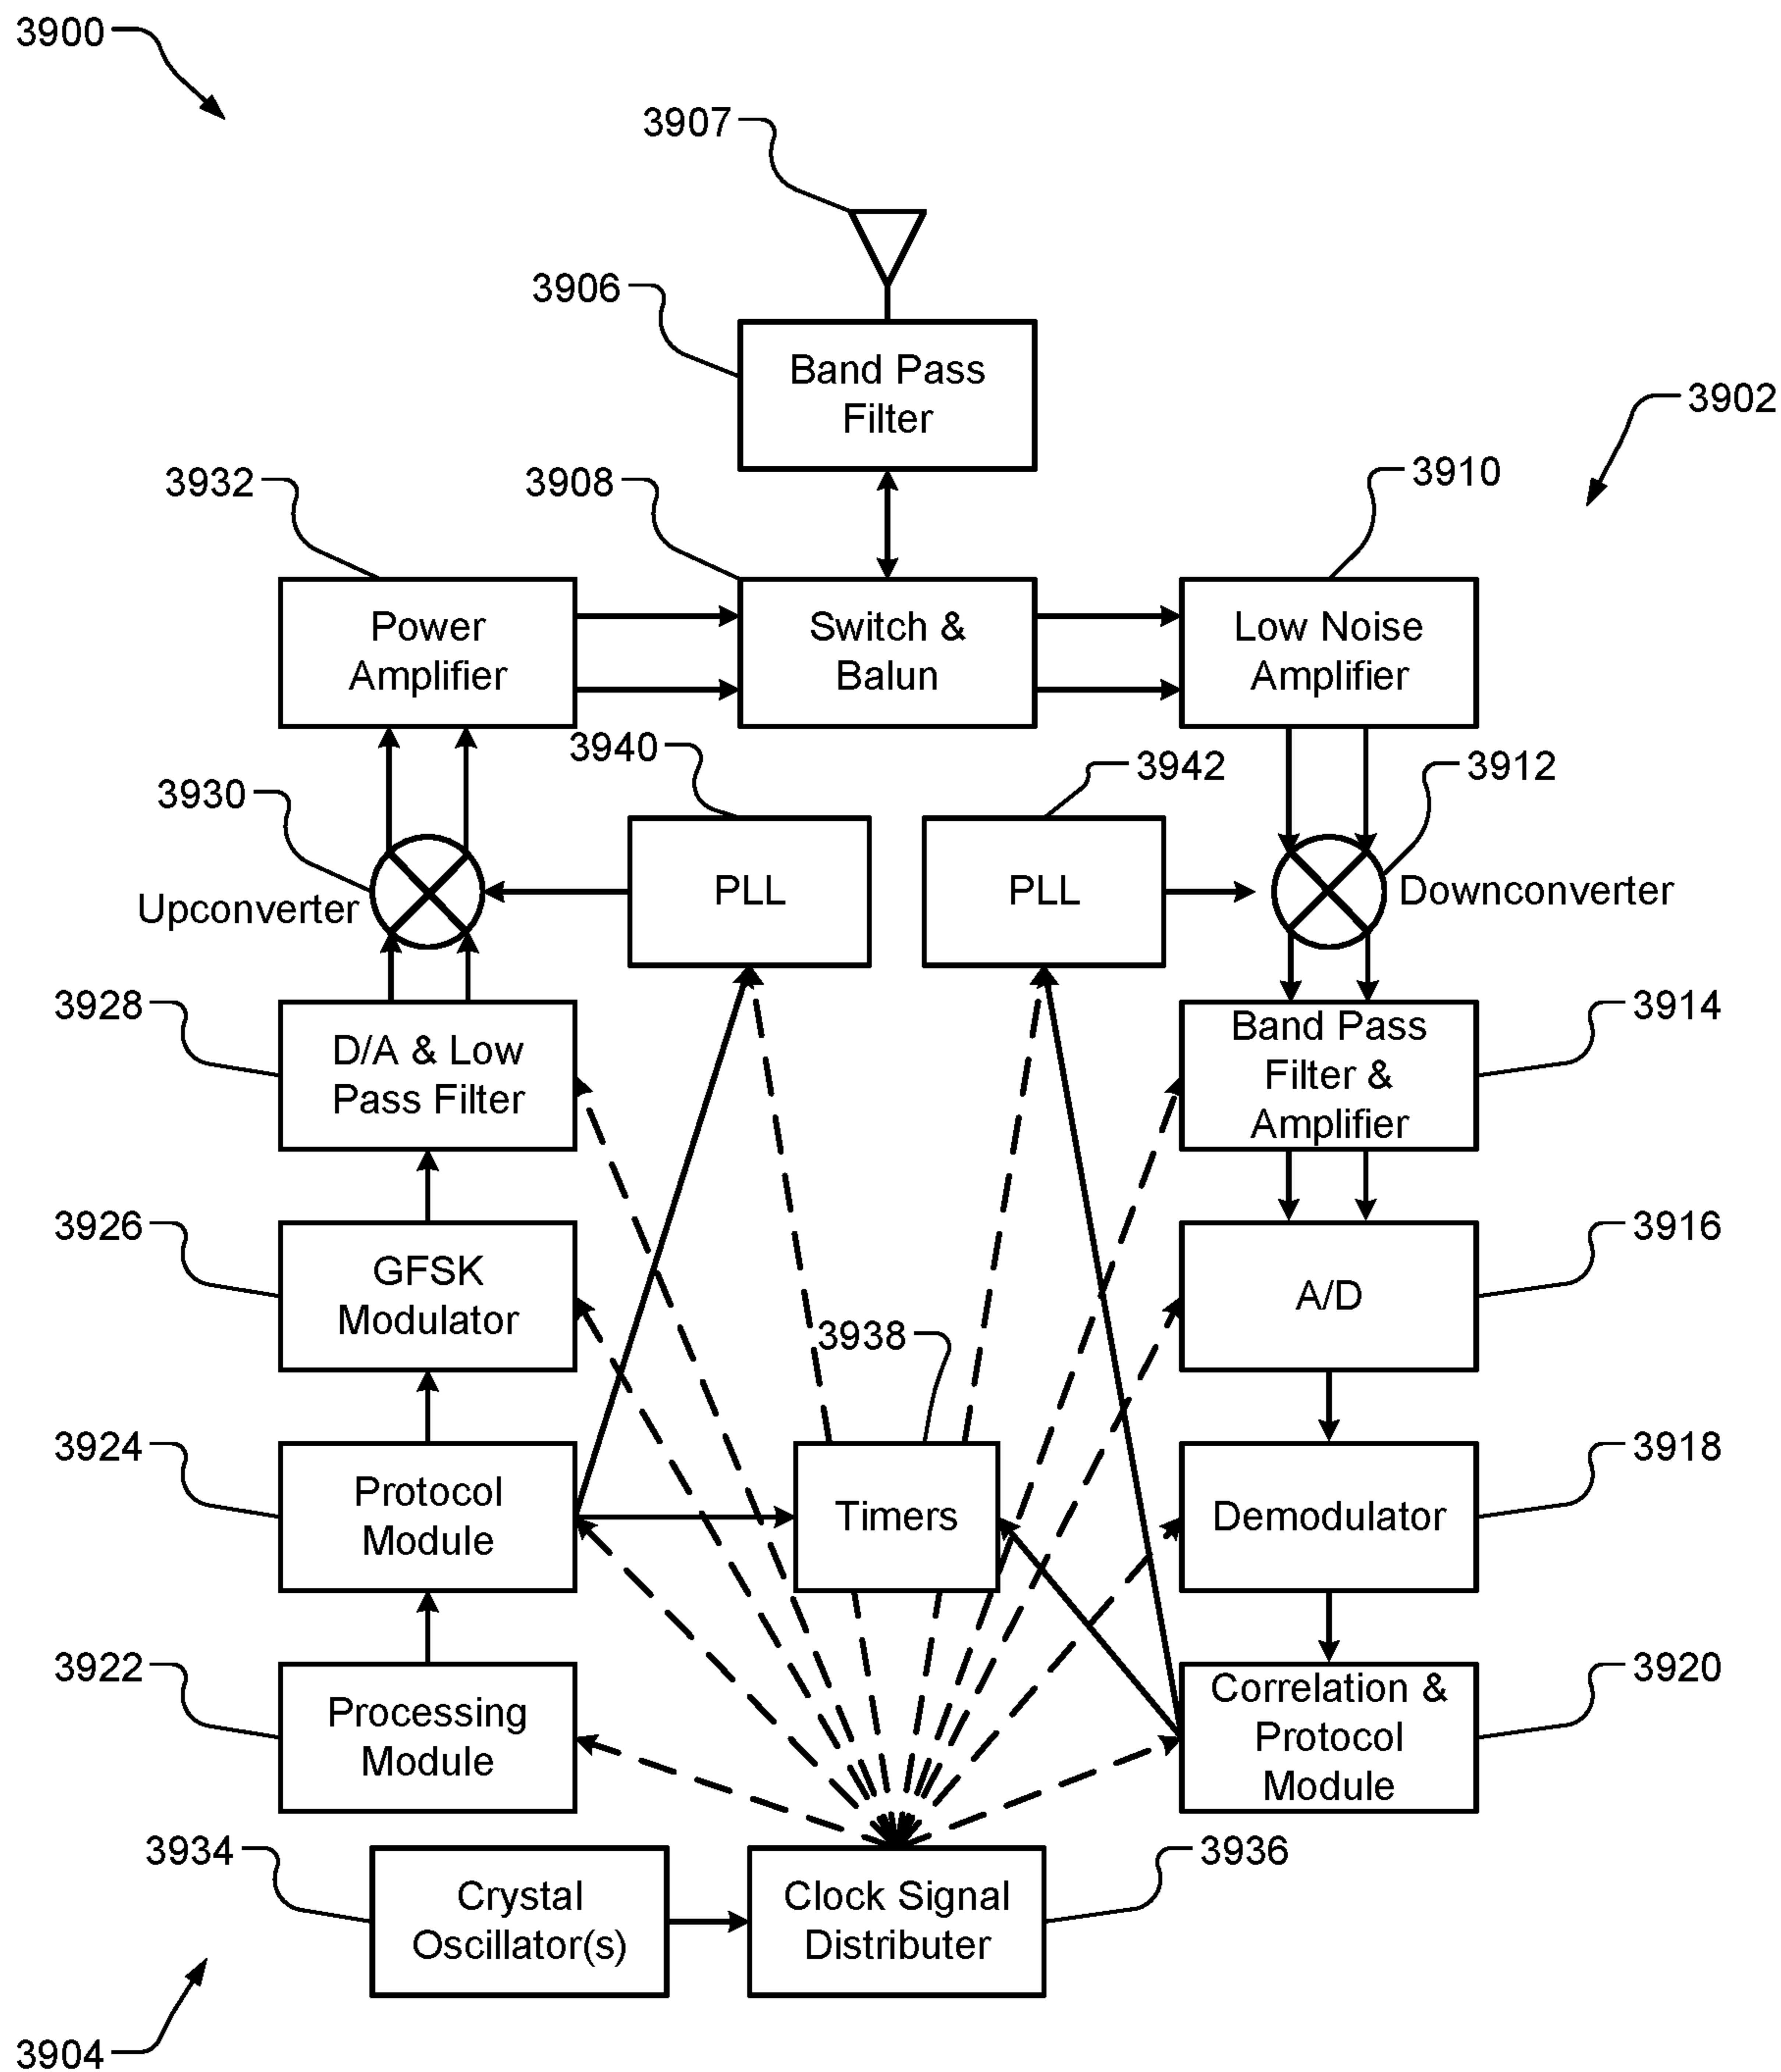 3900
3907
3906
Band Pass
Filter
3902
3932
3908
3910
Power
Amplifier
Switch &
Balun
Low Noise
Amplifier
3940
3942
3912
3930
Upconverter
PLL
PLL
Downconverter
3928
D/A & Low
Pass Filter
Band Pass
Filter &
Amplifier
3914
3926
GFSK
Modulator
A/D
3916
3938
3924
Protocol
Module
Timers
Demodulator
3918
3922
Processing
Module
Correlation &
Protocol
Module
3920
3934
Crystal
Oscillator(s)
Clock Signal
Distributer
3936
3904